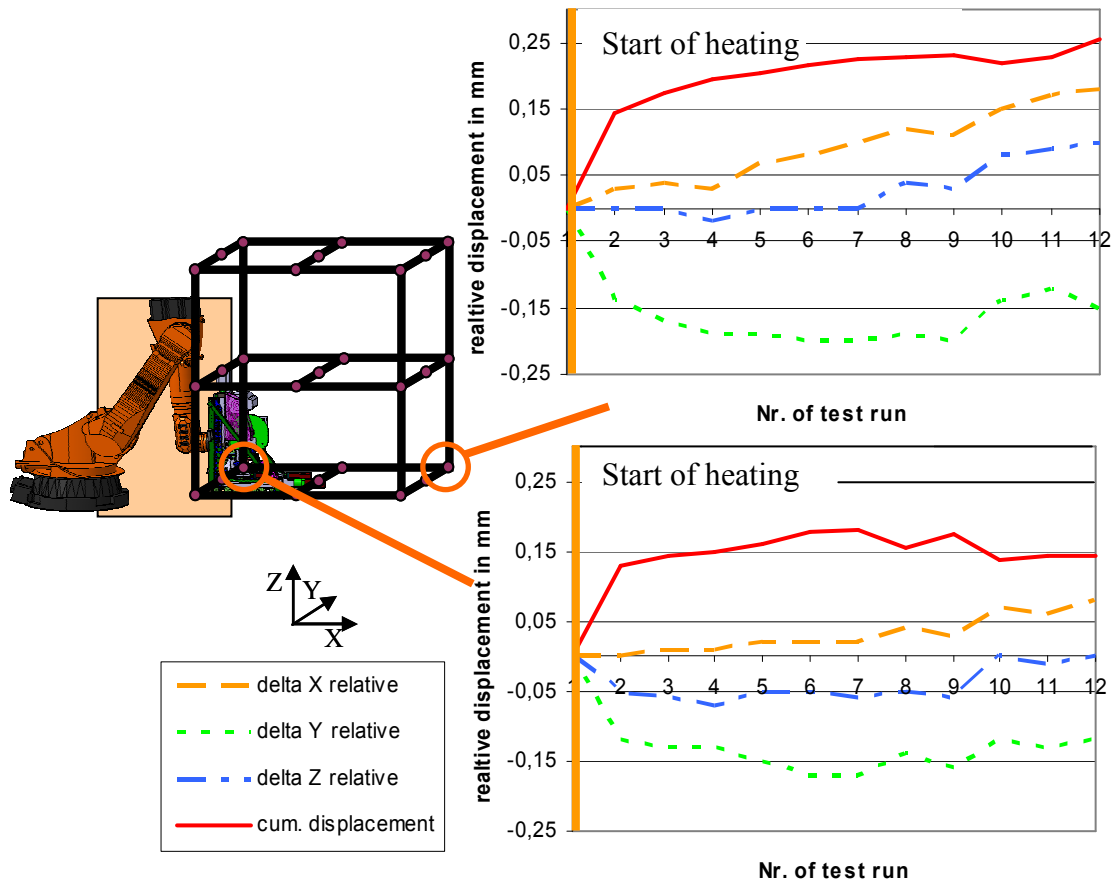 realtive displacement in mm
Start of heating
0,25
0,15
0,05
-0,05
-0,15
-0,25
1 2 3 4 5 6 7 8 9 10 11 12
Nr. of test run
realtive displacement in mm
Start of heating
0,25
0,15
0,05
-0,05
-0,15
-0,25
1 2 3 4 5 6 7 8 9 10 11 12
Nr. of test run
Z
Y
X
delta X relative
delta Y relative
delta Z relative
cum. displacement